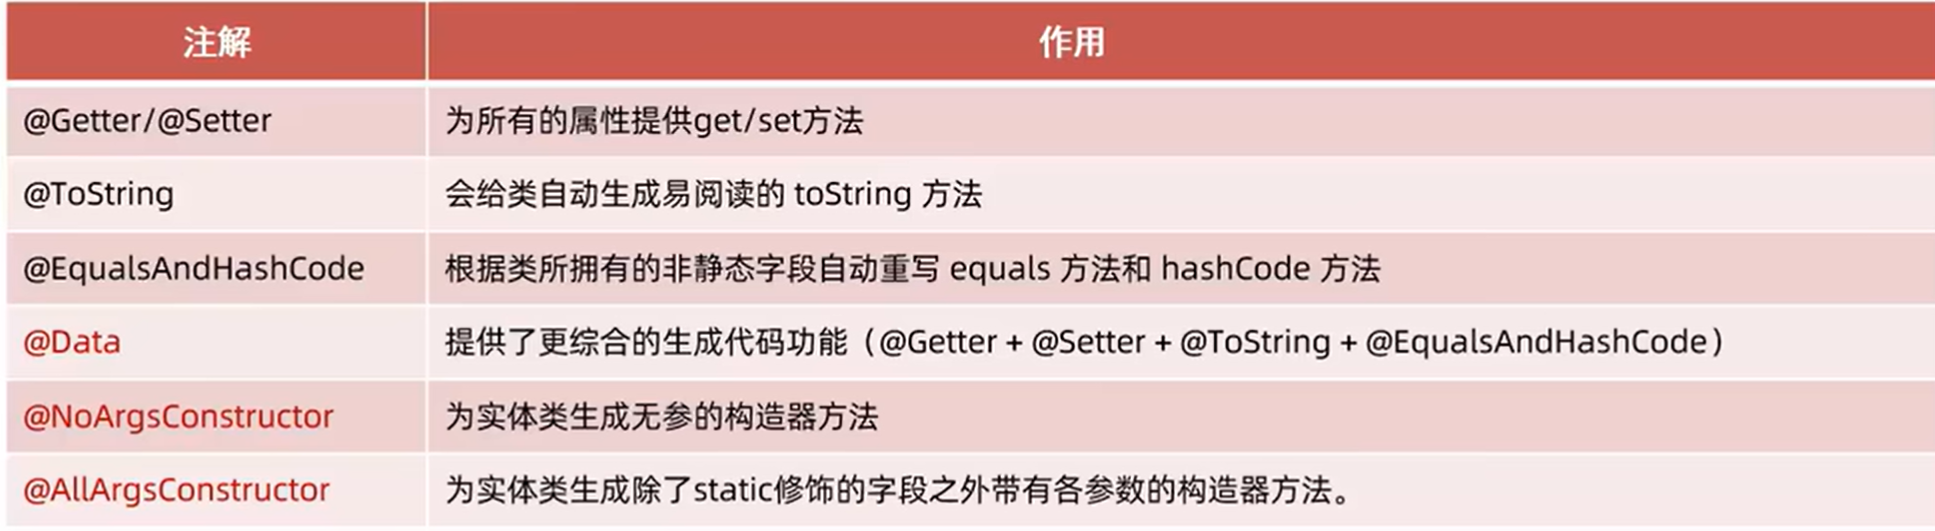 注解 作用
@Getter/@Setter 为所有的属性提供get/set方法
@ToString 会给类自动生成易阅读的 toString 方法
@EqualsAndHashCode 根据类所拥有的非静态字段自动重写 equals 方法和 hashCode 方法
@Data 提供了更综合的生成代码功能（@Getter + @Setter + @ToString + @EqualsAndHashCode）
@NoArgsConstructor 为实体类生成无参的构造器方法
@AllArgsConstructor 为实体类生成除了static修饰的字段之外带有各参数的构造器方法。